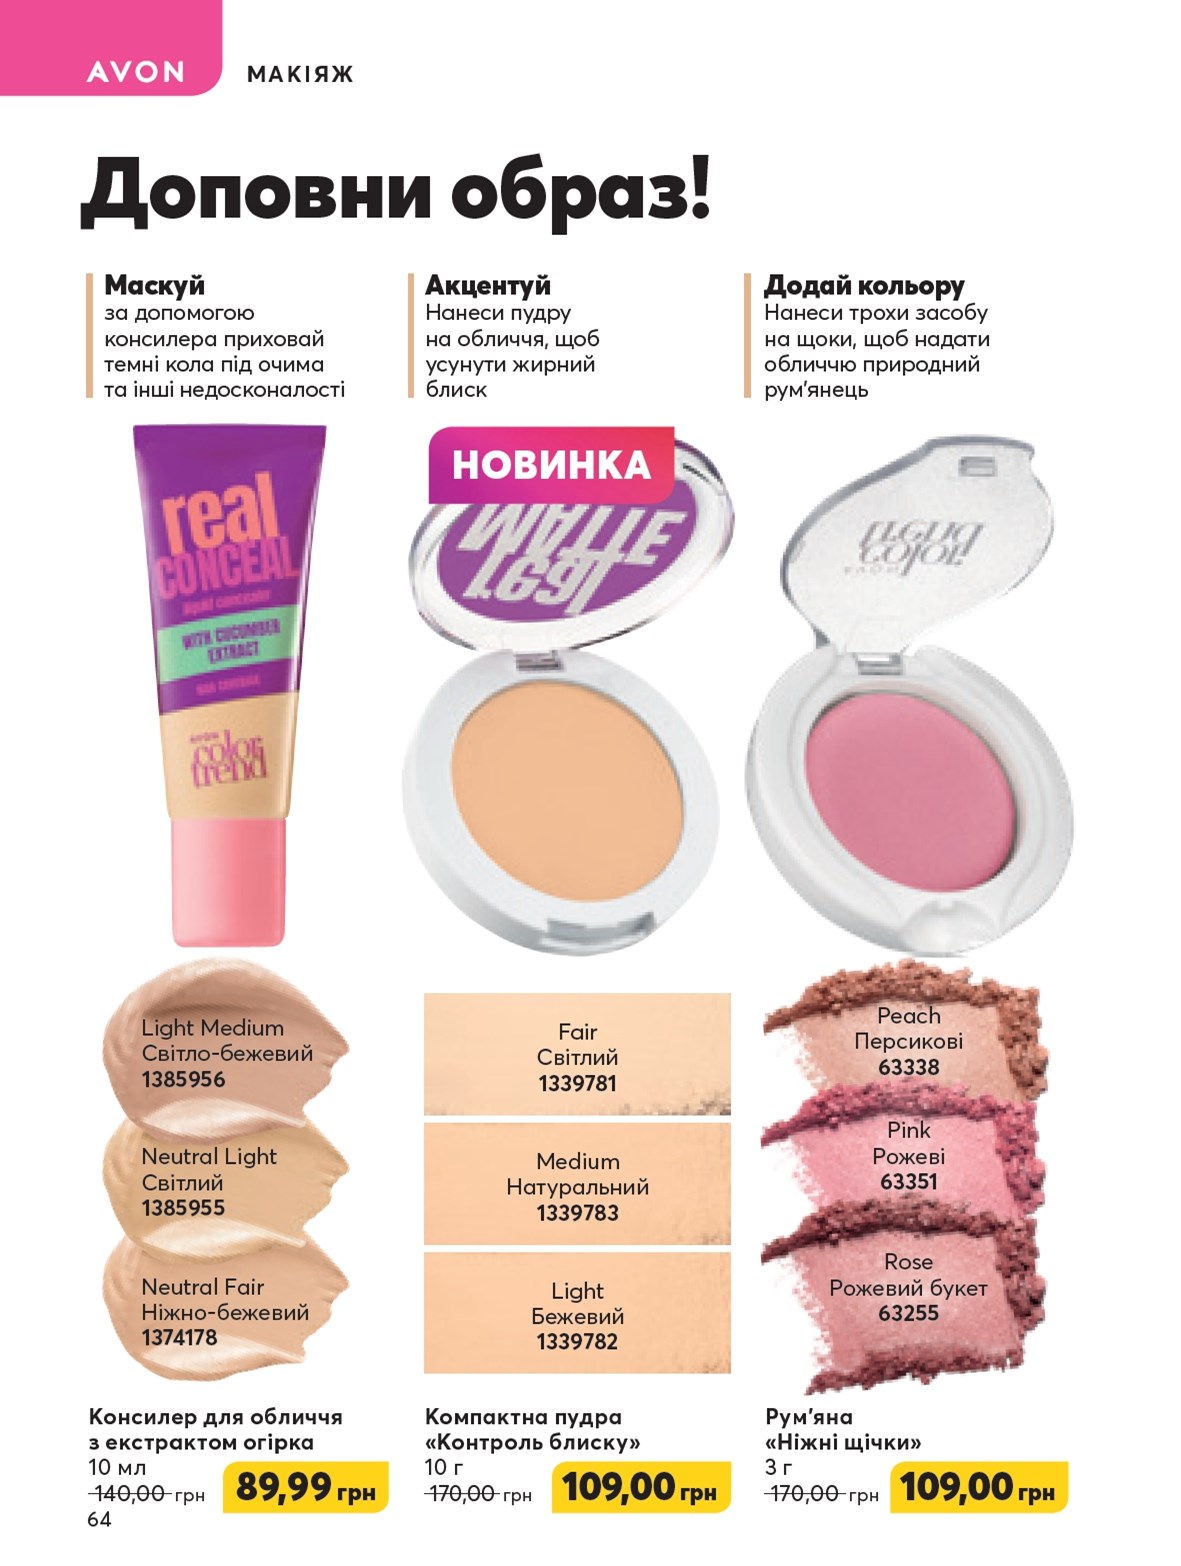 AVON
МАКІЯЖ
Доповни образ!
Маскуй
за допомогою
консилера приховай
темні кола під очима
та інші недосконалості
Акцентуй
Нанеси пудру
на обличчя, щоб
усунути жирний
блиск
Додай кольору
Нанеси трохи засобу
на щоки, щоб надати
обличчю природний
рум'янець
real
CONCEAL
liquid concealer
WITH CUCUMBER
EXTRACT
AVON
color
trend
НОВИНКА
real
MATTE
AVON
color
trend
Light Medium
Світло-бежевий
1385956
Neutral Light
Світлий
1385955
Neutral Fair
Ніжно-бежевий
1374178
Fair
Світлий
1339781
Medium
Натуральний
1339783
Light
Бежевий
1339782
Peach
Персикові
63338
Pink
Рожеві
63351
Rose
Рожевий букет
63255
Консилер для обличчя
з екстрактом огірка
10 мл
140,00 грн
89,99 грн
Компактна пудра
«Контроль блиску»
10 г
170,00 грн
109,00 грн
Рум'яна
«Ніжні щічки»
3 г
170,00 грн
109,00 грн
64